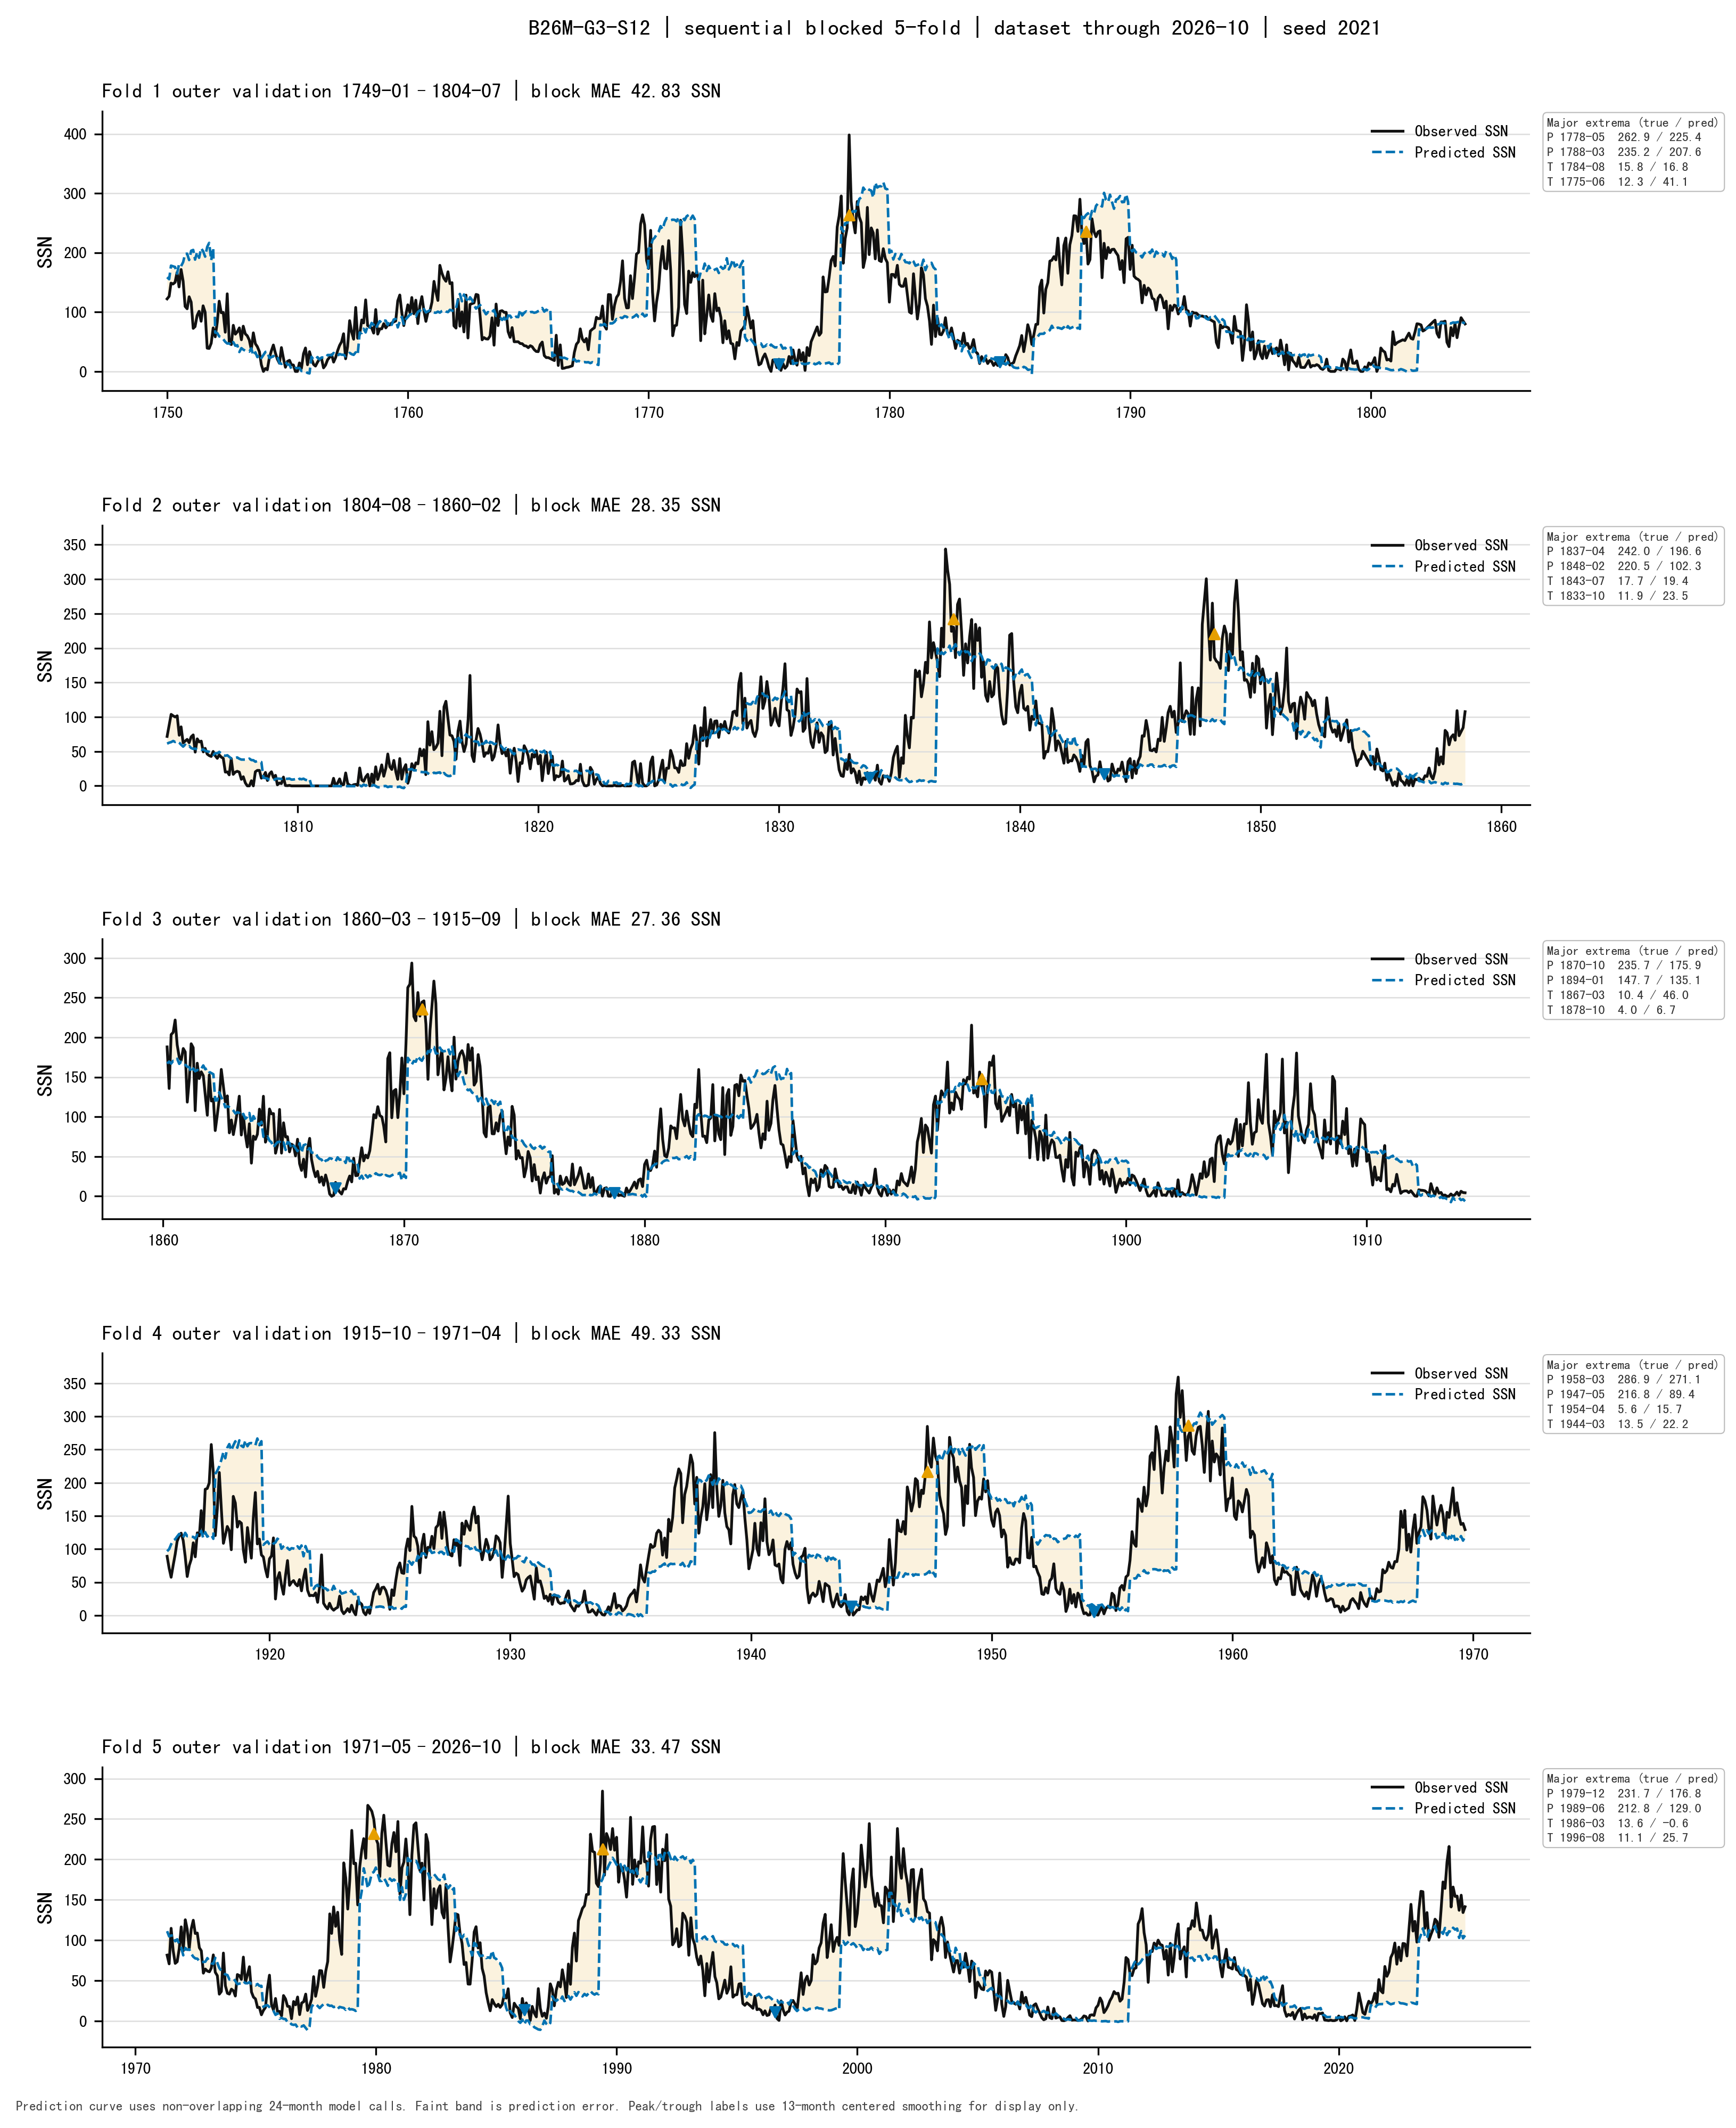 B26M-G3-S12 | sequential blocked 5-fold | dataset through 2026-10 | seed 2021
Fold 1 outer validation 1749-01 - 1804-07 | block MAE 42.83 SSN
SSN
400
300
200
100
0
1750
1760
1770
1780
1790
1800
Observed SSN
Predicted SSN
Major extrema (true / pred)
P 1778-05 262.9 / 225.4
P 1788-03 235.2 / 207.6
T 1784-08 15.8 / 16.8
T 1775-06 12.3 / 41.1
Fold 2 outer validation 1804-08 - 1860-02 | block MAE 28.35 SSN
SSN
350
300
250
200
150
100
50
0
1810
1820
1830
1840
1850
1860
Observed SSN
Predicted SSN
Major extrema (true / pred)
P 1837-04 242.0 / 196.6
P 1848-02 220.5 / 102.3
T 1843-07 17.7 / 19.4
T 1833-10 11.9 / 23.5
Fold 3 outer validation 1860-03 - 1915-09 | block MAE 27.36 SSN
SSN
300
250
200
150
100
50
0
1860
1870
1880
1890
1900
1910
Observed SSN
Predicted SSN
Major extrema (true / pred)
P 1870-10 235.7 / 175.9
P 1894-01 147.7 / 135.1
T 1867-03 10.4 / 46.0
T 1878-10 4.0 / 6.7
Fold 4 outer validation 1915-10 - 1971-04 | block MAE 49.33 SSN
SSN
350
300
250
200
150
100
50
0
1920
1930
1940
1950
1960
1970
Observed SSN
Predicted SSN
Major extrema (true / pred)
P 1958-03 286.9 / 271.1
P 1947-05 216.8 / 89.4
T 1954-04 5.6 / 15.7
T 1944-03 13.5 / 22.2
Fold 5 outer validation 1971-05 - 2026-10 | block MAE 33.47 SSN
SSN
300
250
200
150
100
50
0
1970
1980
1990
2000
2010
2020
Observed SSN
Predicted SSN
Major extrema (true / pred)
P 1979-12 231.7 / 176.8
P 1989-06 212.8 / 129.0
T 1986-03 13.6 / -0.6
T 1996-08 11.1 / 25.7
Prediction curve uses non-overlapping 24-month model calls. Faint band is prediction error. Peak/trough labels use 13-month centered smoothing for display only.